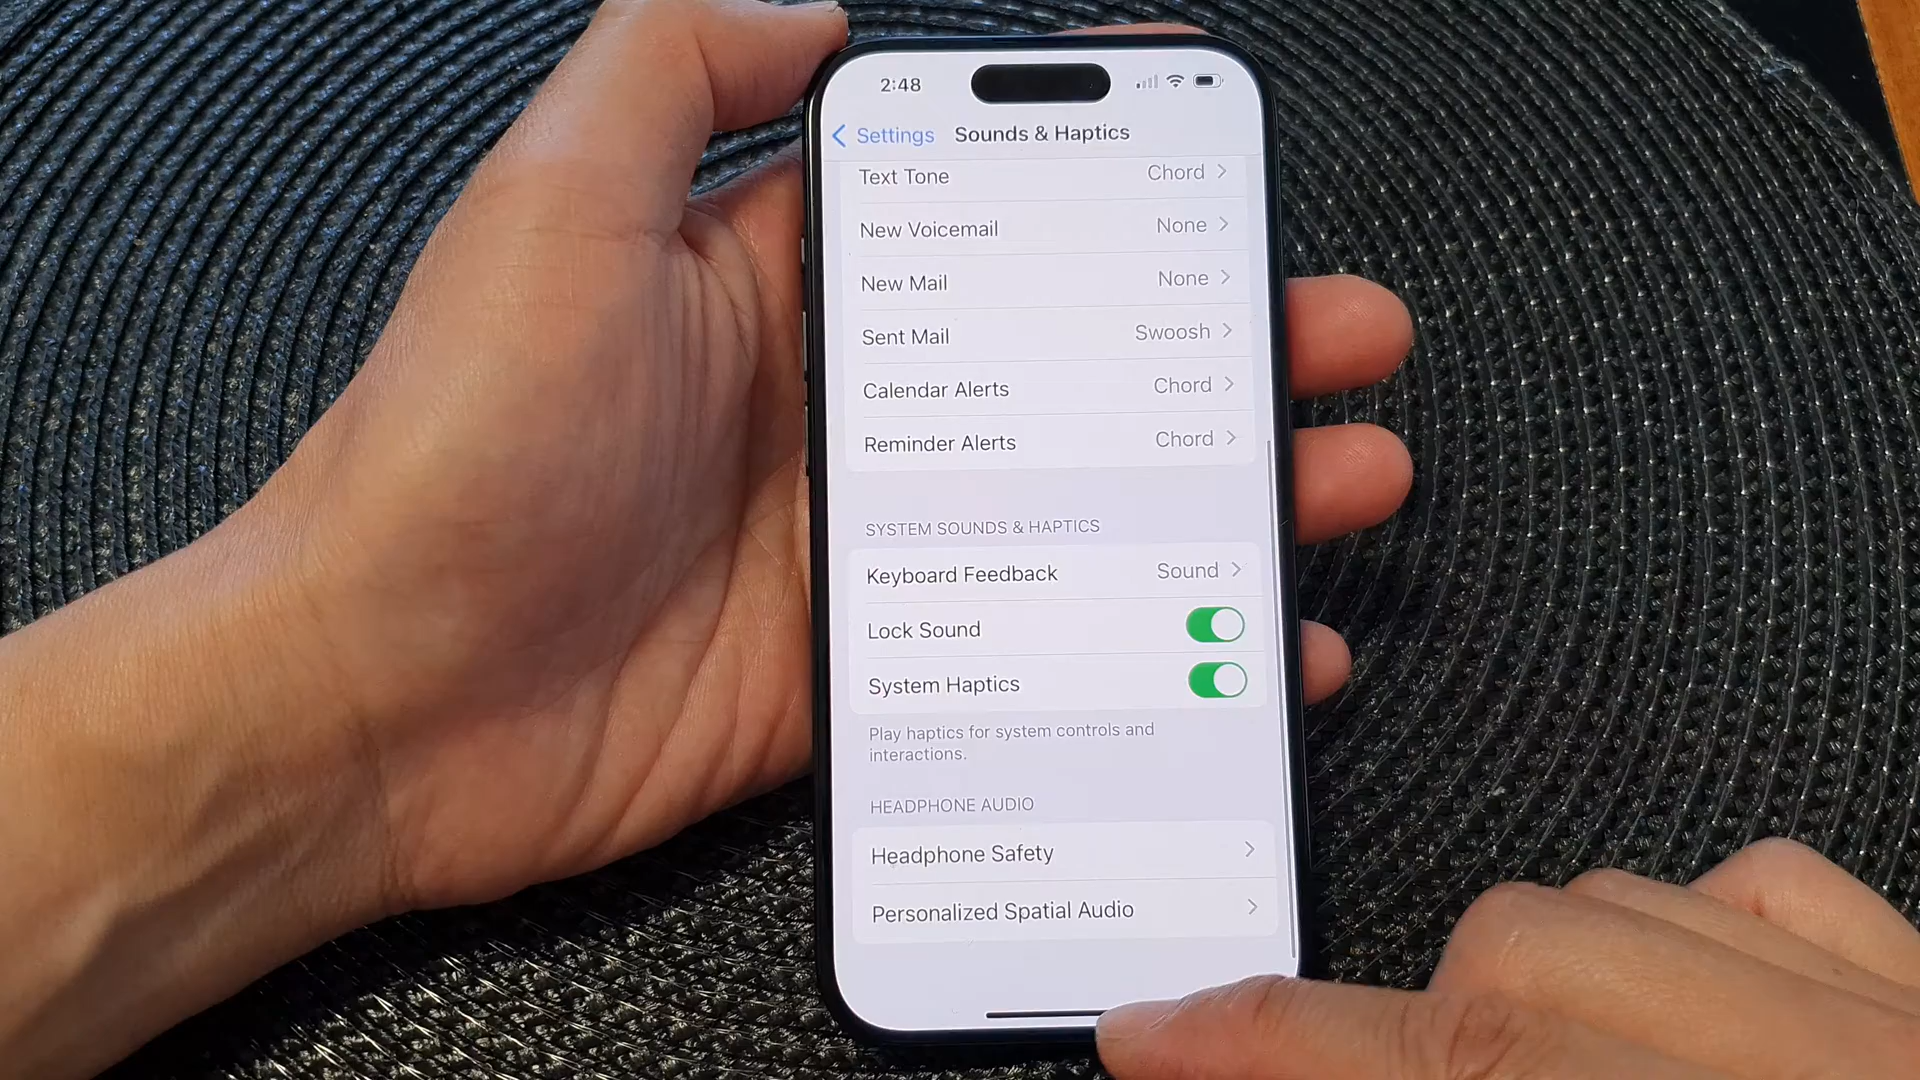 2:48
Settings Sounds & Haptics
Text Tone Chord
New Voicemail None
New Mail None
Sent Mail Swoosh
Calendar Alerts Chord
Reminder Alerts Chord
SYSTEM SOUNDS & HAPTICS
Keyboard Feedback Sound
Lock Sound
System Haptics
Play haptics for system controls and
interactions.
HEADPHONE AUDIO
Headphone Safety
Personalized Spatial Audio